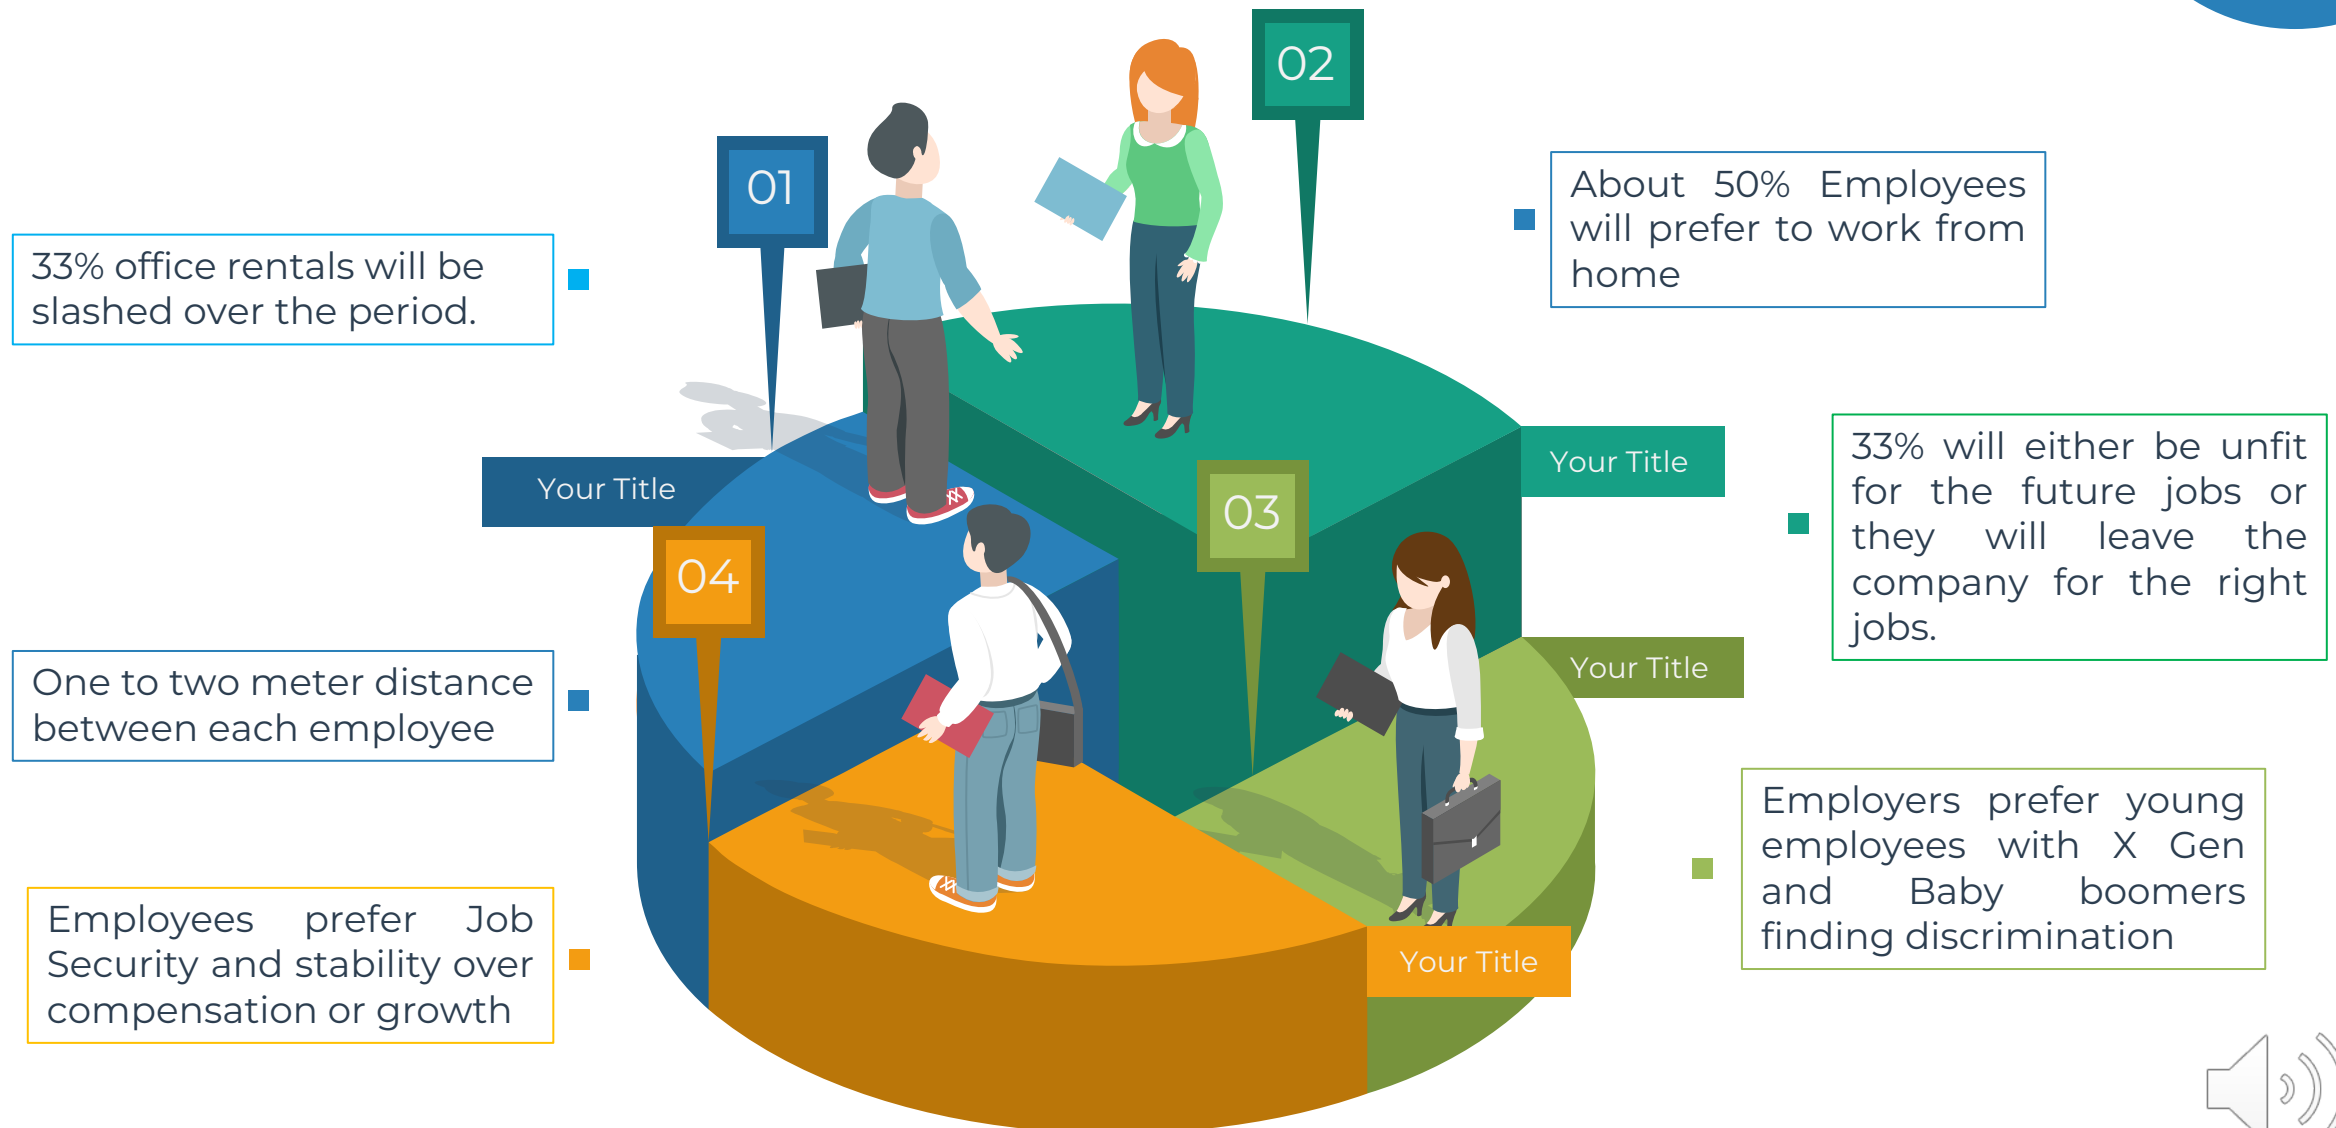 02
01
About 50% Employees
will prefer to work from
home
33% office rentals will be
slashed over the period.
Your Title
Your Title
33% will either be unfit
for the future jobs or
they will leave the
company for the right
jobs.
03
04
Your Title
One to two meter distance
between each employee
Employers prefer young
employees with X Gen
and Baby boomers
finding discrimination
Employees prefer Job
Security and stability over
compensation or growth
Your Title